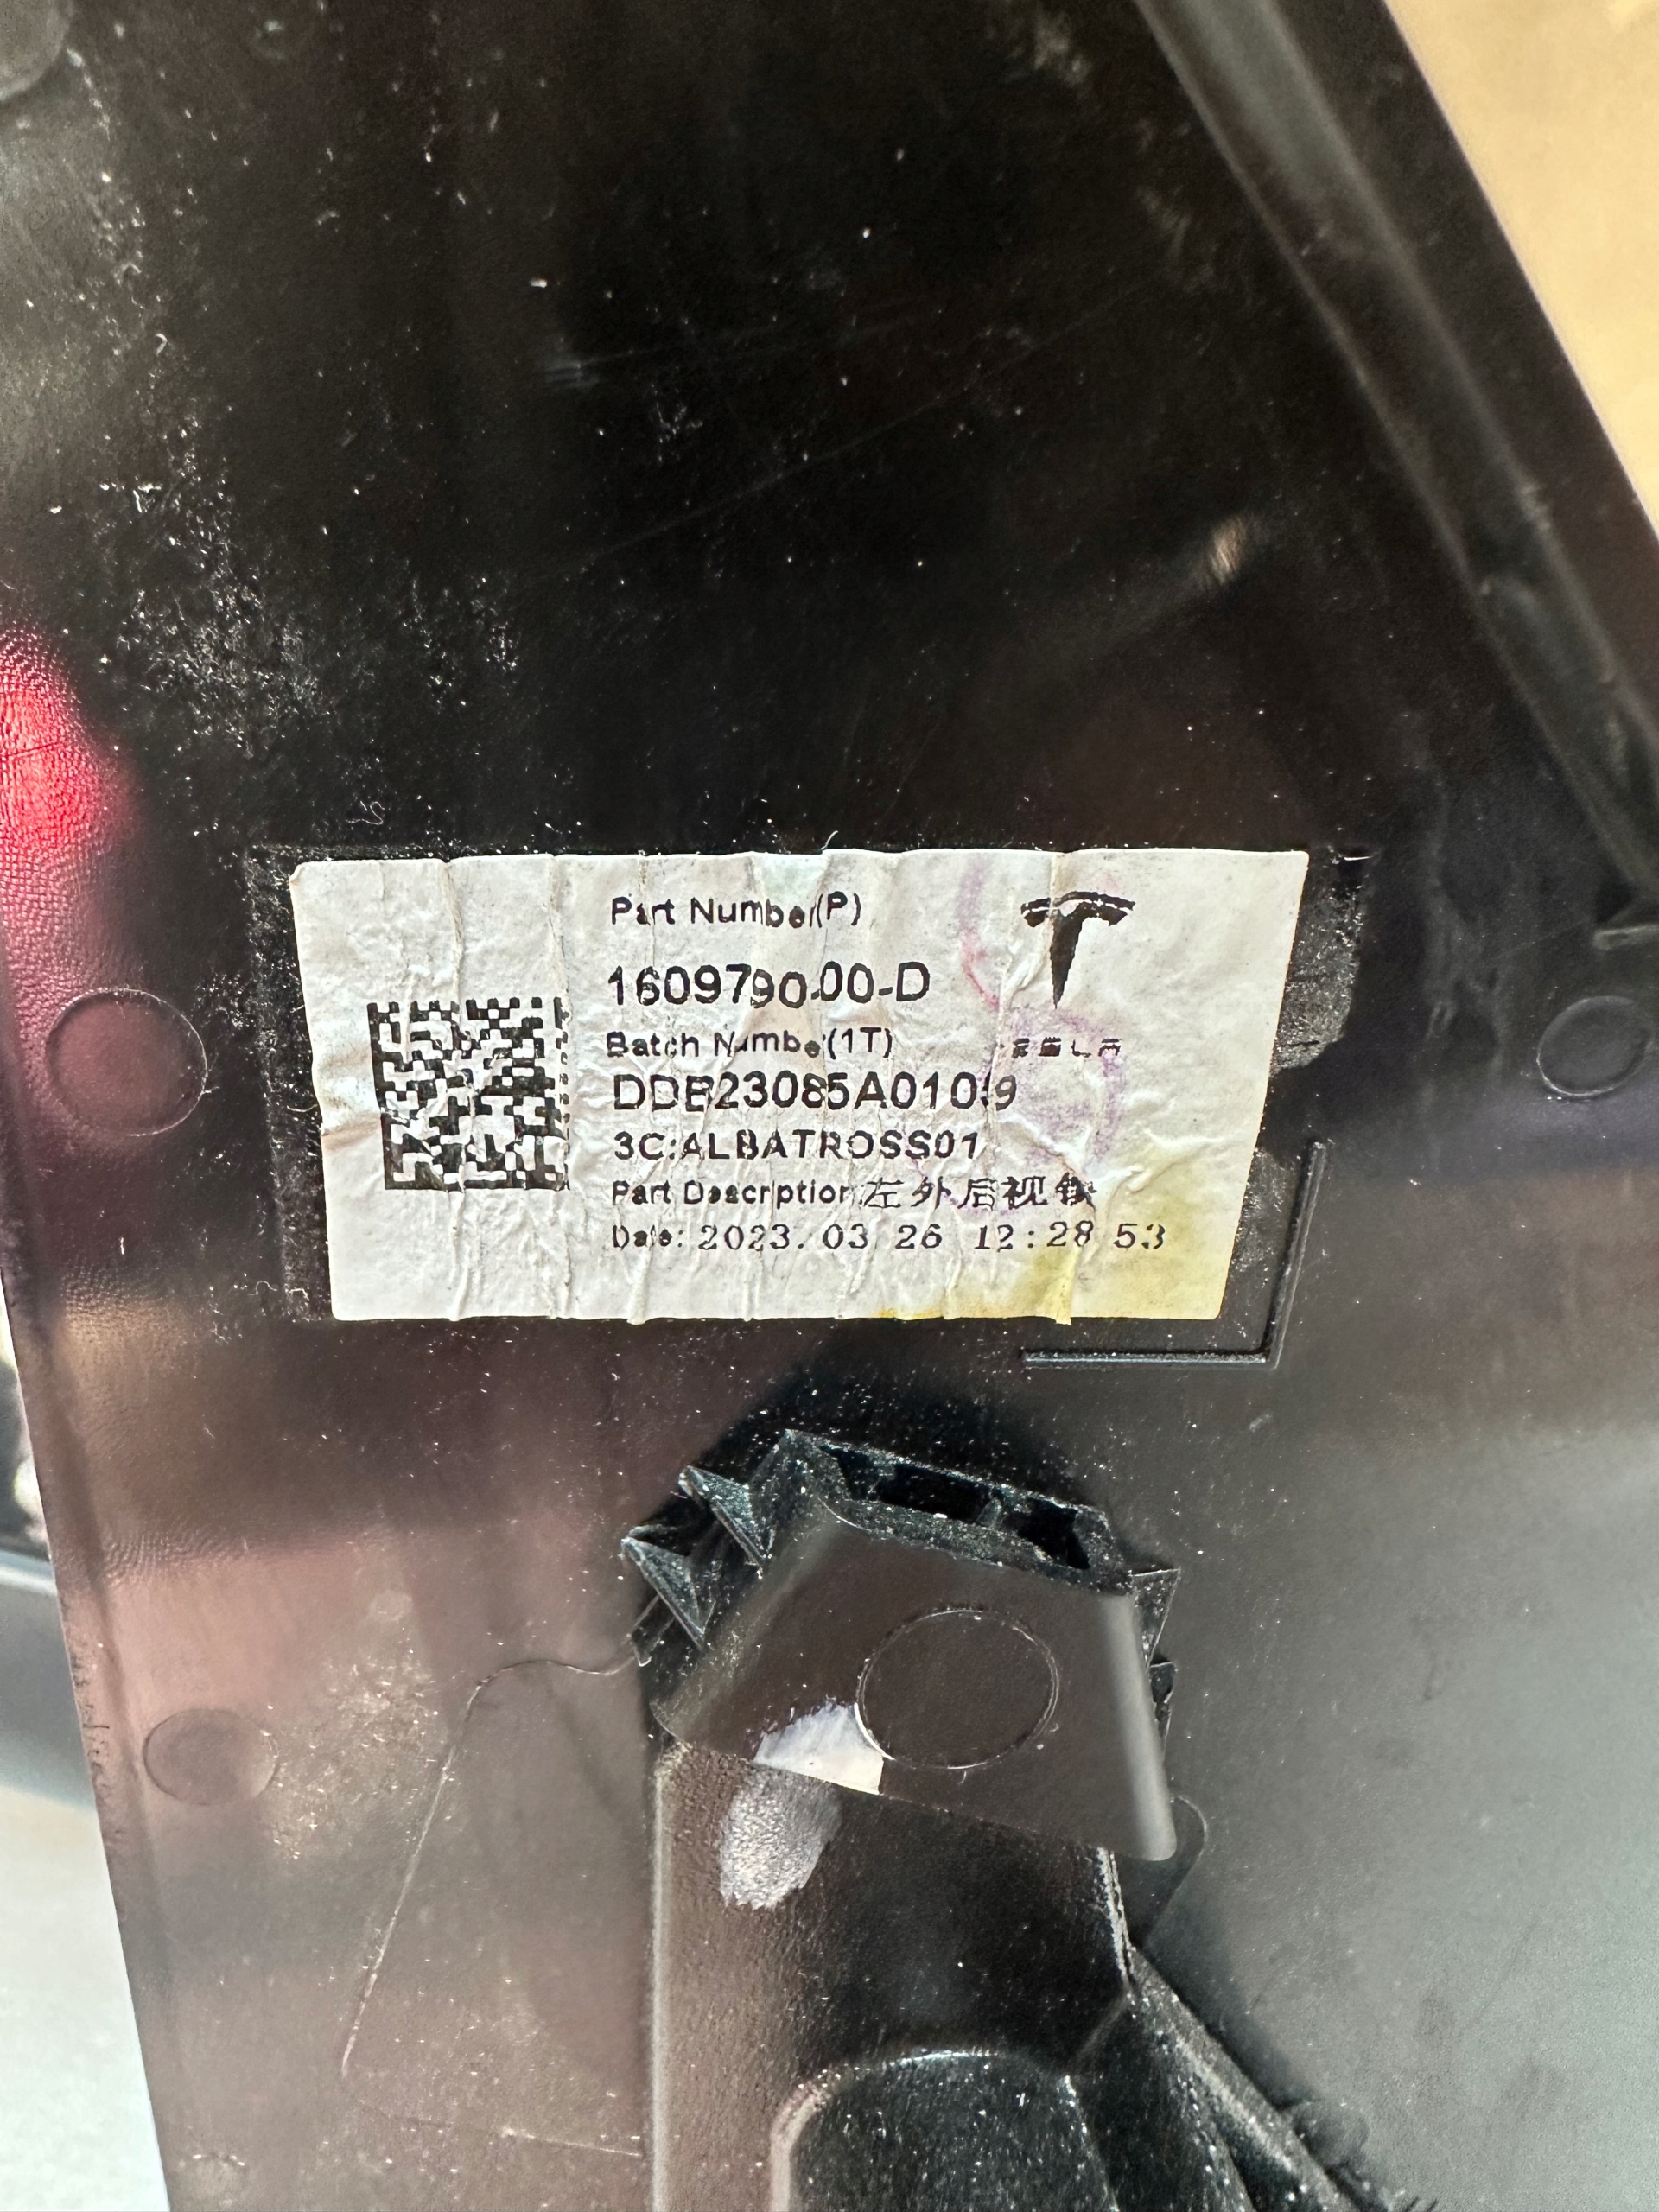 Part Number(P)
1609790-00-D
Batch Number(1T)
TESLA
3C:ALBATROSS01
Part Description:左外后视镜
Date: 2023.03 26 12:28 53